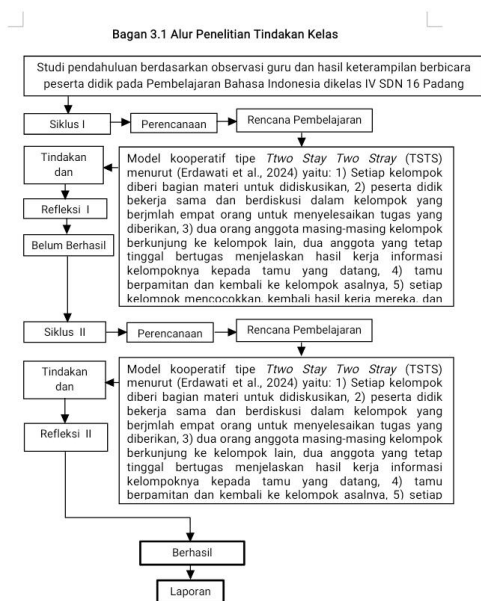 Bagan 3.1 Alur Penelitian Tindakan Kelas
Studi pendahuluan berdasarkan observasi guru dan hasil keterampilan berbicara
peserta didik pada Pembelajaran Bahasa Indonesia dikelas IV SDN 16 Padang
Siklus I
Perencanaan
Rencana Pembelajaran
Tindakan
dan
Model kooperatif tipe Ttwo Stay Two Stray (TSTS)
menurut (Erdawati et al., 2024) yaitu: 1) Setiap kelompok
diberi bagian materi untuk didiskusikan, 2) peserta didik
bekerja sama dan berdiskusi dalam kelompok yang
berjmlah empat orang untuk menyelesaikan tugas yang
diberikan, 3) dua orang anggota masing-masing kelompok
berkunjung ke kelompok lain, dua anggota yang tetap
tinggal bertugas menjelaskan hasil kerja informasi
kelompoknya kepada tamu yang datang, 4) tamu
berpamitan dan kembali ke kelompok asalnya, 5) setiap
kelompok mencocokkan kembali hasil kerja mereka, dan
Refleksi I
Belum Berhasil
Siklus II
Perencanaan
Rencana Pembelajaran
Tindakan
dan
Model kooperatif tipe Ttwo Stay Two Stray (TSTS)
menurut (Erdawati et al., 2024) yaitu: 1) Setiap kelompok
diberi bagian materi untuk didiskusikan, 2) peserta didik
bekerja sama dan berdiskusi dalam kelompok yang
berjmlah empat orang untuk menyelesaikan tugas yang
diberikan, 3) dua orang anggota masing-masing kelompok
berkunjung ke kelompok lain, dua anggota yang tetap
tinggal bertugas menjelaskan hasil kerja informasi
kelompoknya kepada tamu yang datang, 4) tamu
berpamitan dan kembali ke kelompok asalnya, 5) setiap
Refleksi II
Berhasil
Laporan